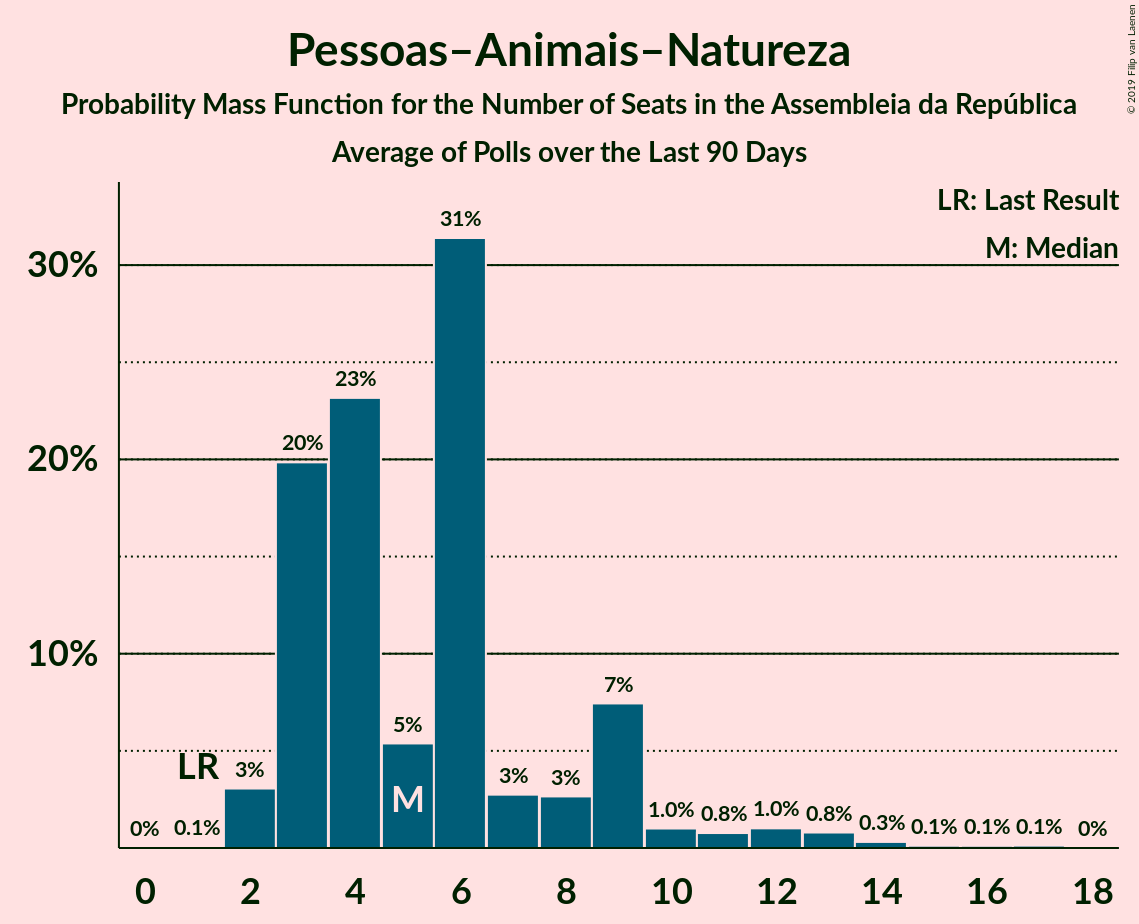 Pessoas–Animais–Natureza
Probability Mass Function for the Number of Seats in the Assembleia da República
Average of Polls over the Last 90 Days
© 2019 Filip van Laenen
LR: Last Result
M: Median
30%
20%
10%
0%
0.1%
LR
3%
20%
23%
5%
M
31%
3%
3%
7%
1.0%
0.8%
1.0%
0.8%
0.3%
0.1%
0.1%
0.1%
0%
0 2 4 6 8 10 12 14 16 18